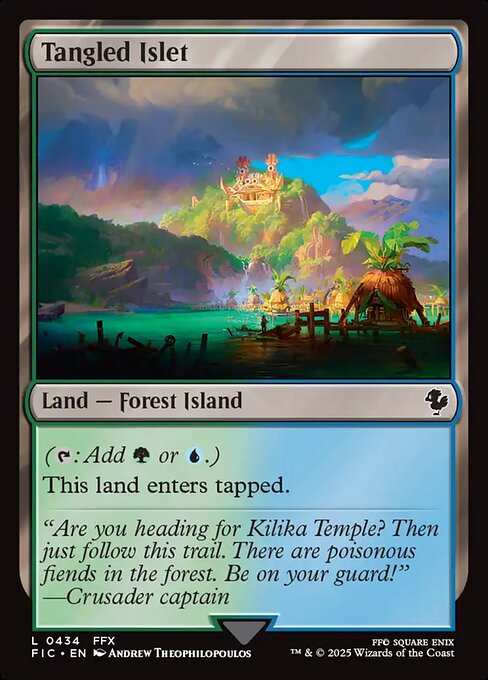 Tangled Islet
Land — Forest Island
(: Add or .)
This land enters tapped.
“Are you heading for Kilika Temple? Then
just follow this trail. There are poisonous
fiends in the forest. Be on your guard!”
—Crusader captain
L 0434 FFX
FIC • EN Andrew Theophilopoulos
FF© SQUARE ENIX
™ & © 2025 Wizards of the Coast